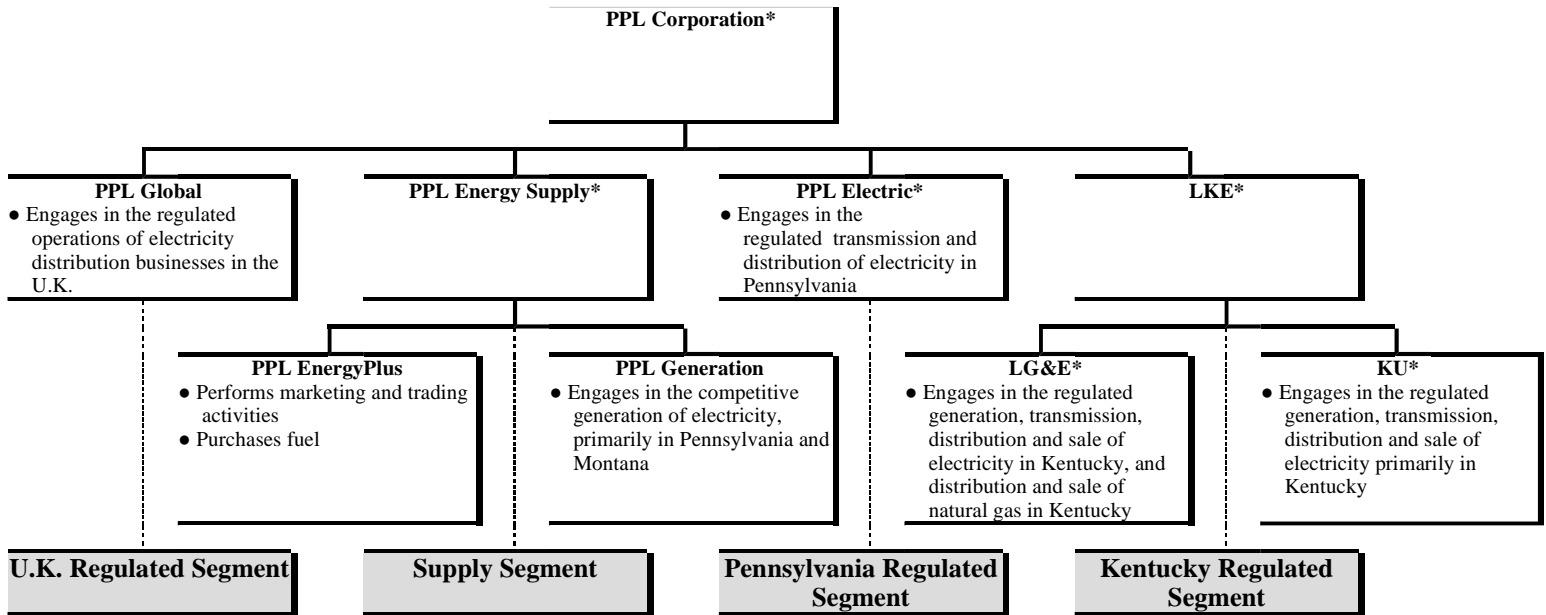 PPL Corporation*
PPL Global
● Engages in the regulated
operations of electricity
distribution businesses in the
U.K.
PPL Energy Supply*
PPL Electric*
● Engages in the
regulated transmission and
distribution of electricity in
Pennsylvania
LKE*
PPL EnergyPlus
● Performs marketing and trading
activities
● Purchases fuel
PPL Generation
● Engages in the competitive
generation of electricity,
primarily in Pennsylvania and
Montana
LG&E*
● Engages in the regulated
generation, transmission,
distribution and sale of
electricity in Kentucky, and
distribution and sale of
natural gas in Kentucky
KU*
● Engages in the regulated
generation, transmission,
distribution and sale of
electricity primarily in
Kentucky
U.K. Regulated Segment
Supply Segment
Pennsylvania Regulated
Segment
Kentucky Regulated
Segment